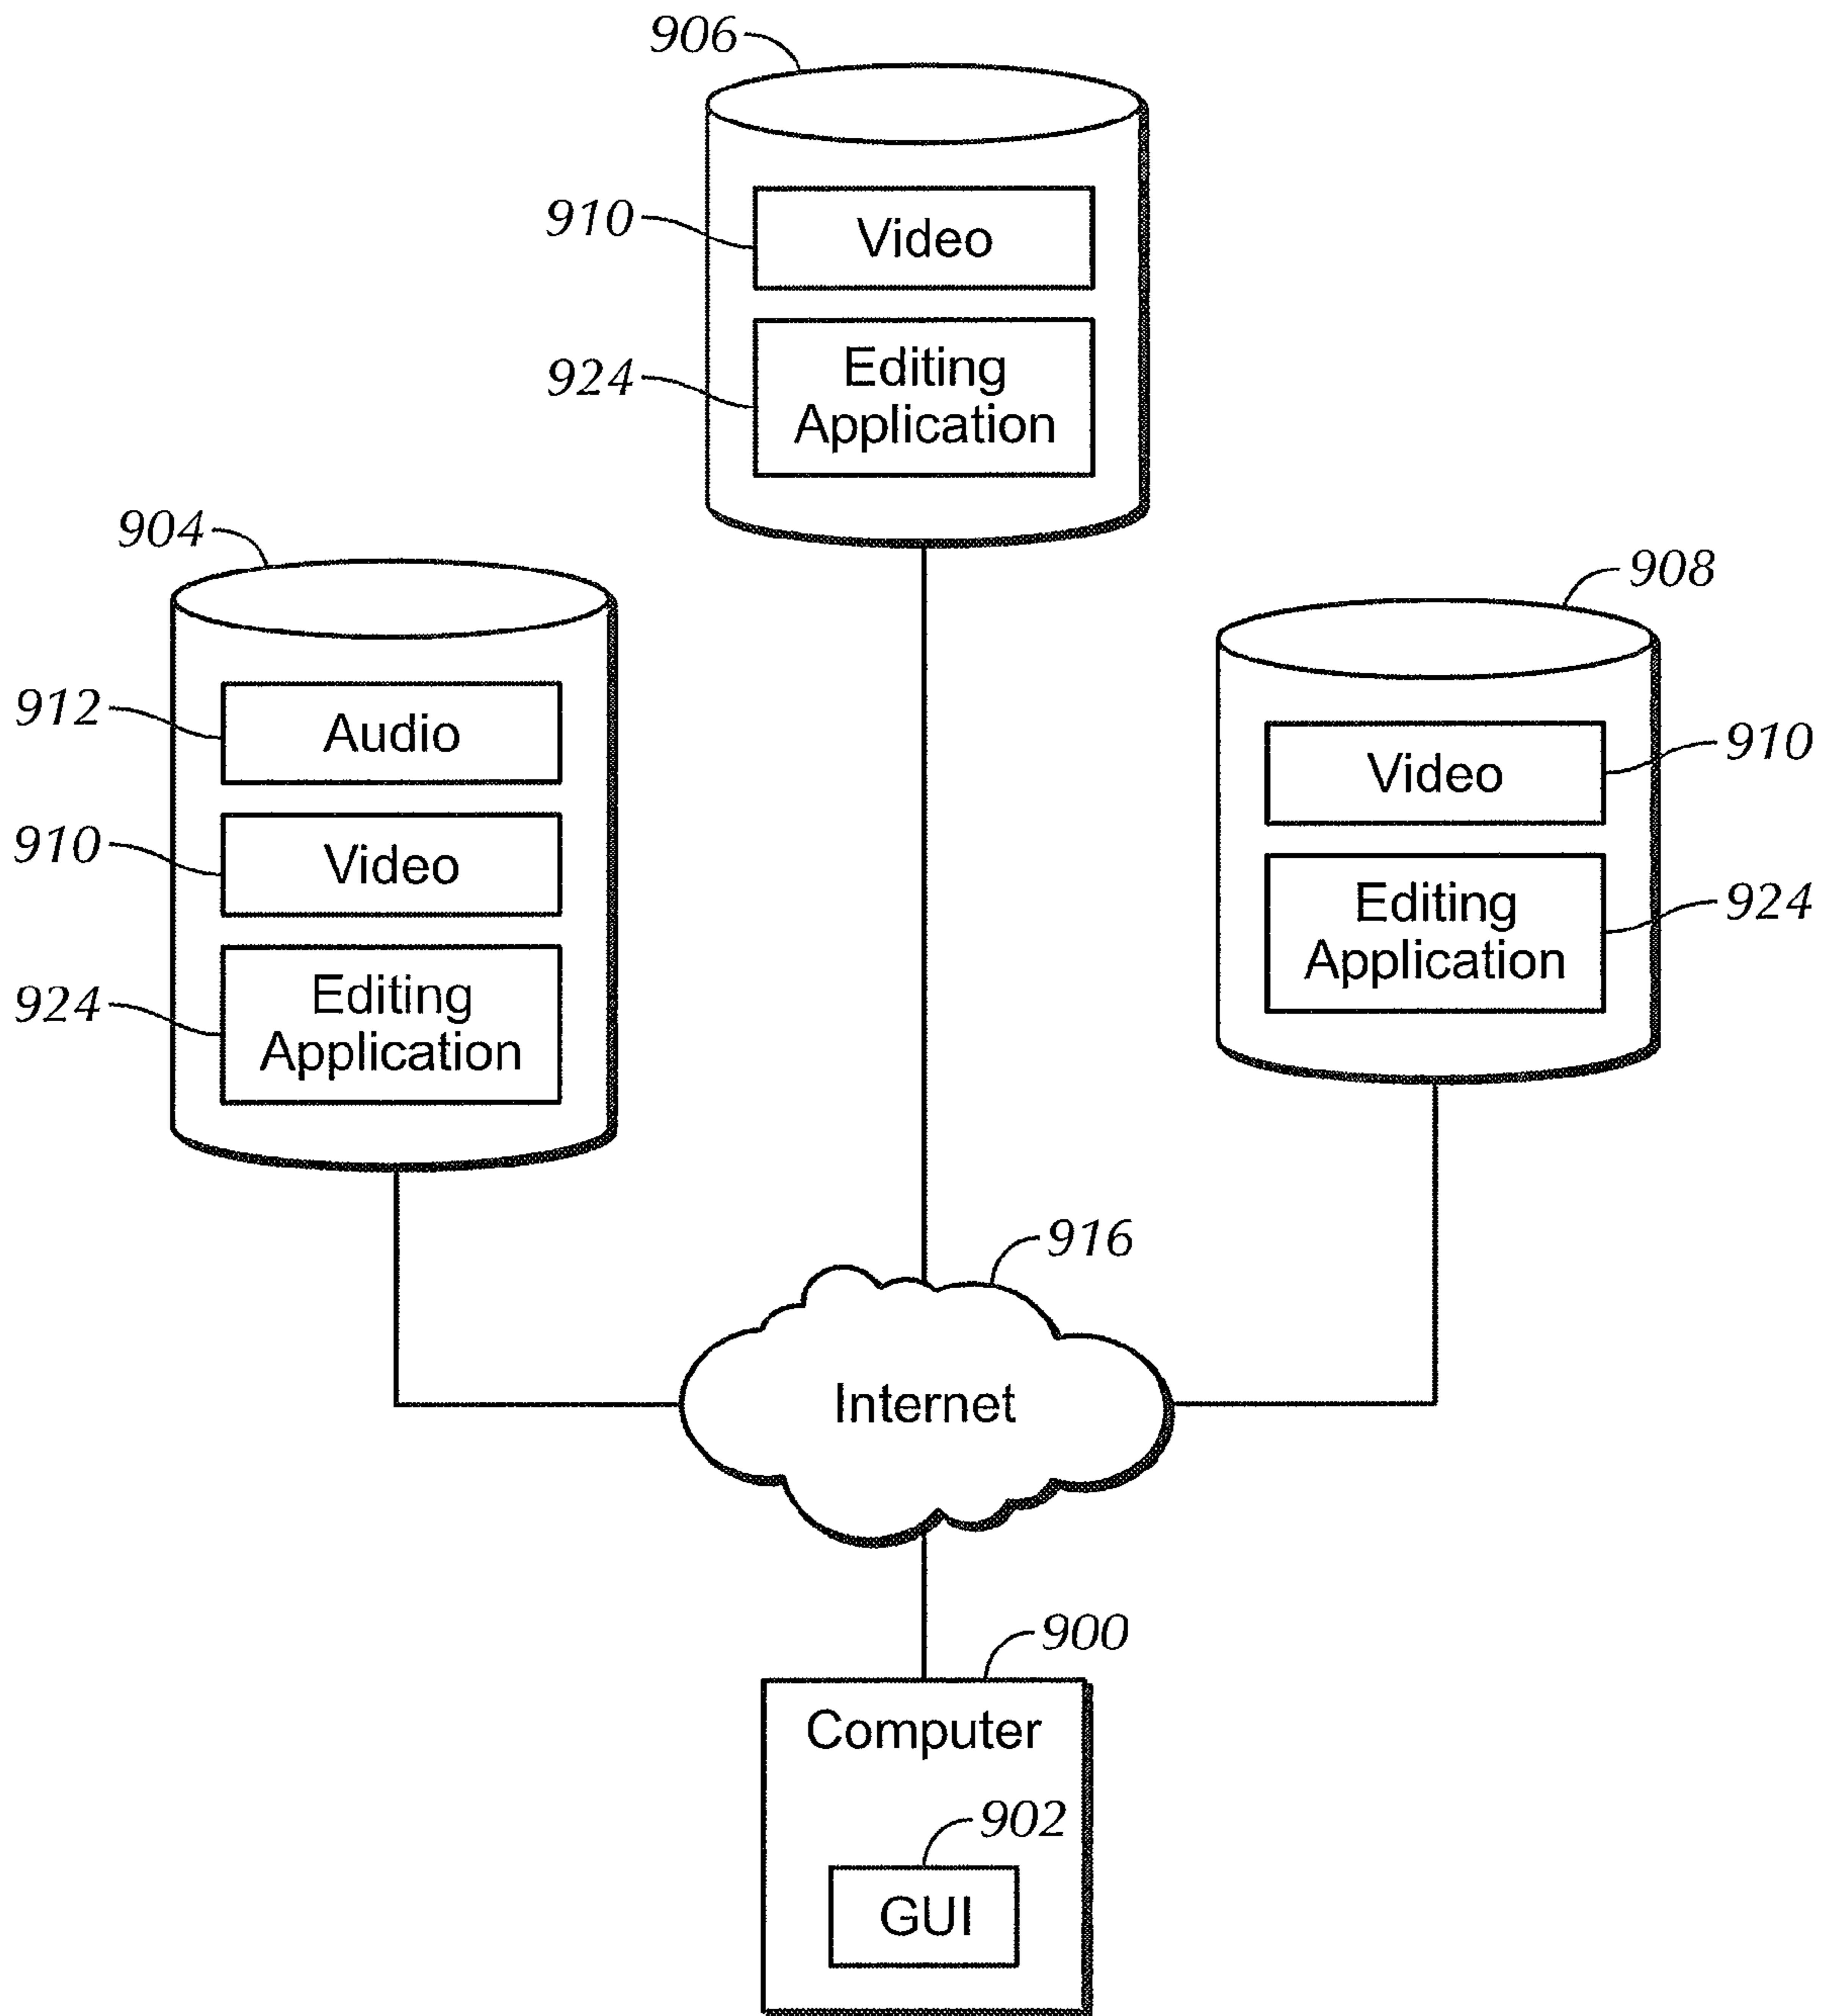 906
910
Video
924
Editing
Application
904
912
Audio
910
Video
924
Editing
Application
908
Video
910
Editing
Application
924
916
Internet
900
Computer
902
GUI